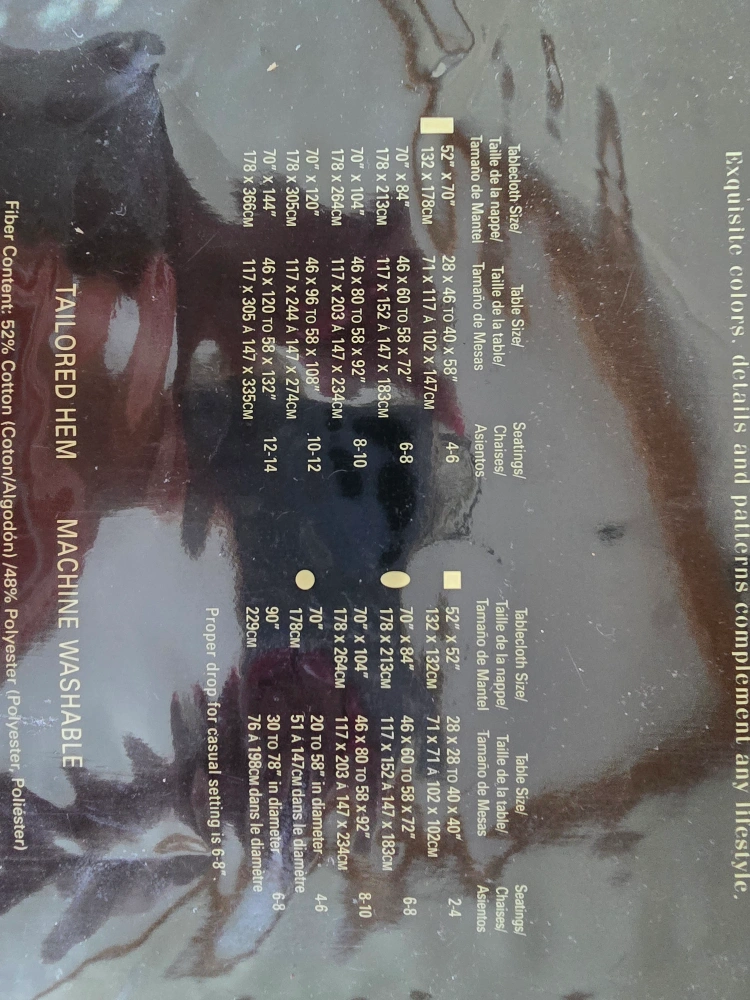 Exquisite colors, details and patterns complement any lifestyle.
Tablecloth Size/ Table Size/ Seatings/
Taille de la nappe/ Taille de la table/ Chaises/
Tamaño de Mantel Tamaño de Mesas Asientos
52" x 70" 28 x 46 TO 40 x 58" 4-6
132 x 178CM 71 x 117 À 102 x 147CM
70" x 84" 46 x 60 TO 58 x 72" 6-8
178 x 213CM 117 x 152 À 147 x 183CM
70" x 104" 46 x 80 TO 58 x 92" 8-10
178 x 264CM 117 x 203 À 147 x 234CM
70" x 120" 46 x 96 TO 58 x 108" 10-12
178 x 305CM 117 x 244 À 147 x 274CM
70" x 144" 46 x 120 TO 58 x 132" 12-14
178 x 366CM 117 x 305 À 147 x 335CM
Tablecloth Size/ Table Size/ Seatings/
Taille de la nappe/ Taille de la table/ Chaises/
Tamaño de Mantel Tamaño de Mesas Asientos
52" x 52" 28 x 28 TO 40 x 40" 2-4
132 x 132CM 71 x 71 À 102 x 102CM
70" x 84" 46 x 60 TO 58 x 72" 6-8
178 x 213CM 117 x 152 À 147 x 183CM
70" x 104" 46 x 80 TO 58 x 92" 8-10
178 x 264CM 117 x 203 À 147 x 234CM
70" 20 TO 58" in diameter 4-6
178CM 51 À 147CM dans le diamètre
90" 30 TO 78" in diameter 6-8
229CM 76 À 198CM dans le diamètre
Proper drop for casual setting is 6-8"
TAILORED HEM MACHINE WASHABLE
Fiber Content: 52% Cotton (Coton/Algodón) /48% Polyester (Polyester, Poliéster)